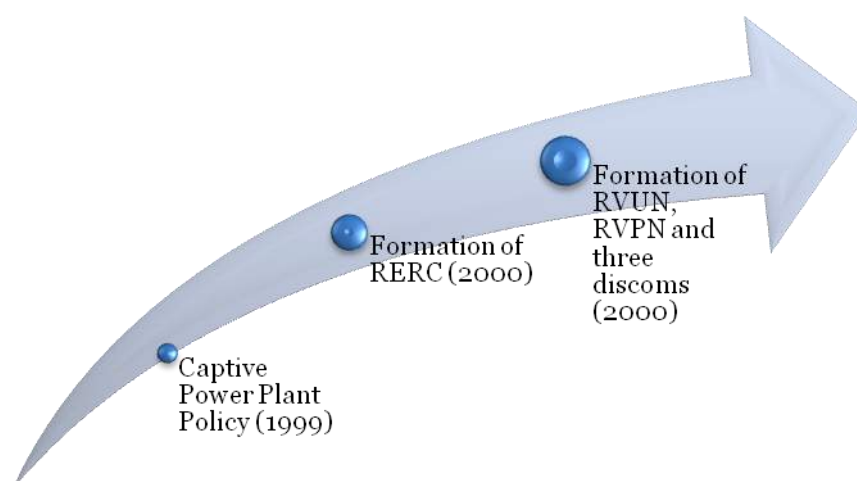 Captive
Power Plant
Policy (1999)
Formation of
RERC (2000)
Formation of
RVUN,
RVPN and
three
discoms
(2000)